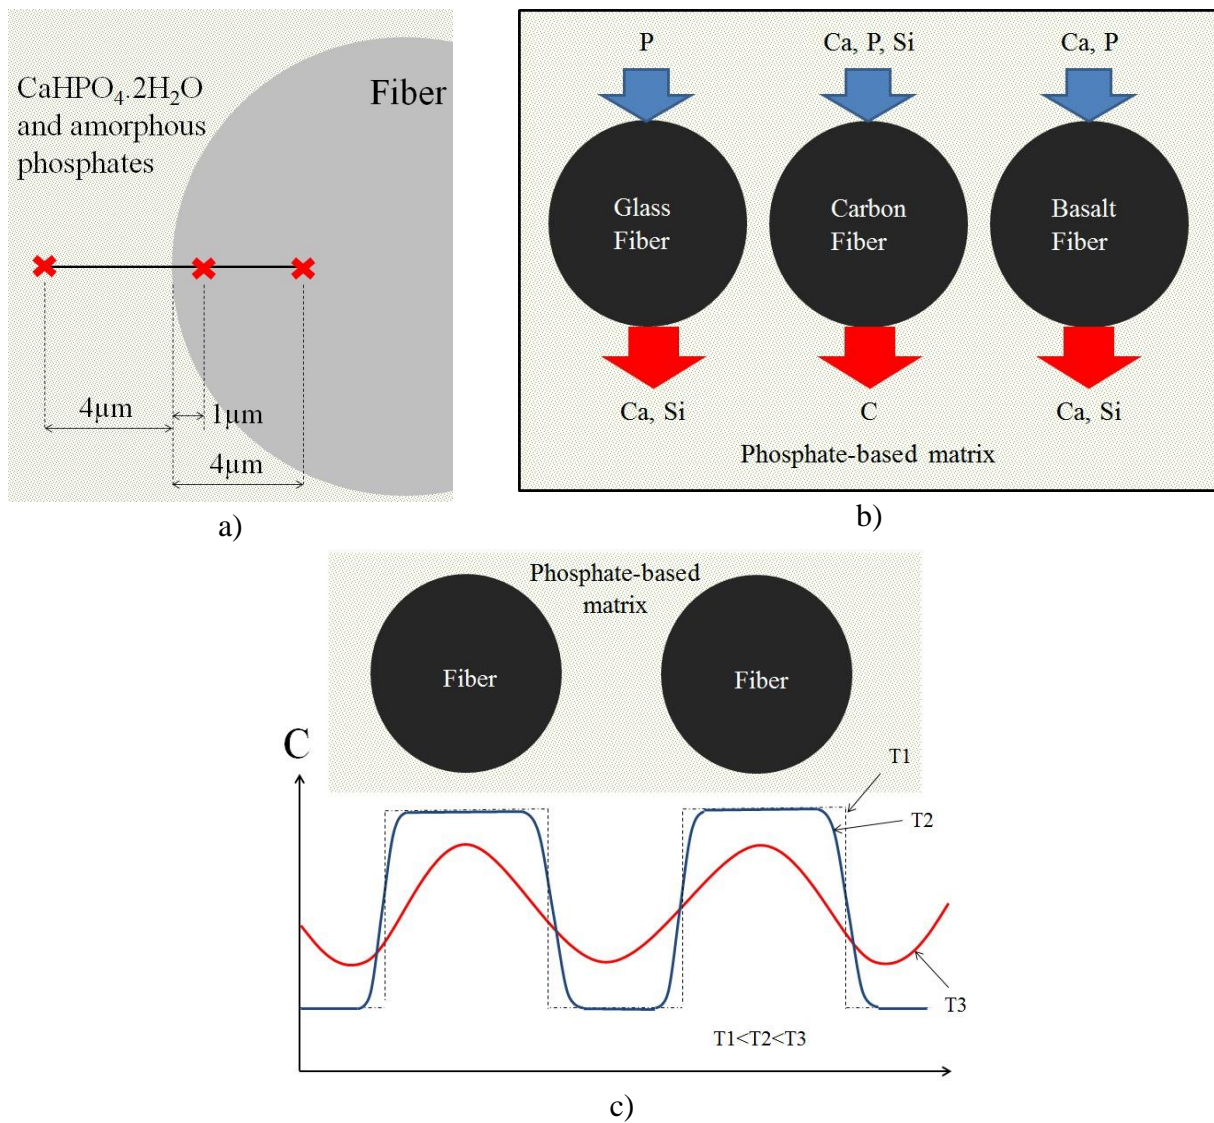 CaHPO₄.2H₂O
and amorphous
phosphates
Fiber
4μm
1μm
4μm
a)
P
Ca, P, Si
Ca, P
Glass
Fiber
Carbon
Fiber
Basalt
Fiber
Ca, Si
C
Ca, Si
Phosphate-based matrix
b)
Phosphate-based
matrix
Fiber
Fiber
C
T1
T2
T3
T1<T2<T3
c)